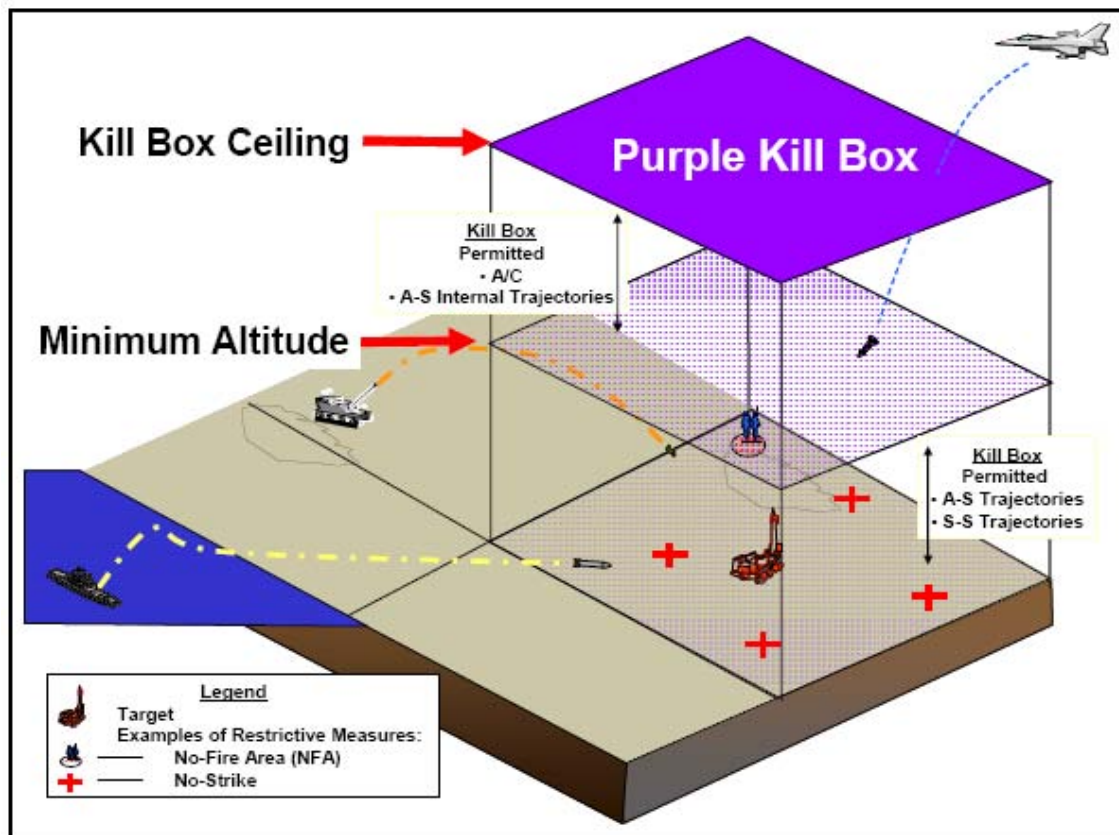 Kill Box Ceiling
Purple Kill Box
Kill Box
Permitted
• A/C
• A-S Internal Trajectories
Minimum Altitude
Kill Box
Permitted
• A-S Trajectories
• S-S Trajectories
Legend
Target
Examples of Restrictive Measures:
No-Fire Area (NFA)
No-Strike